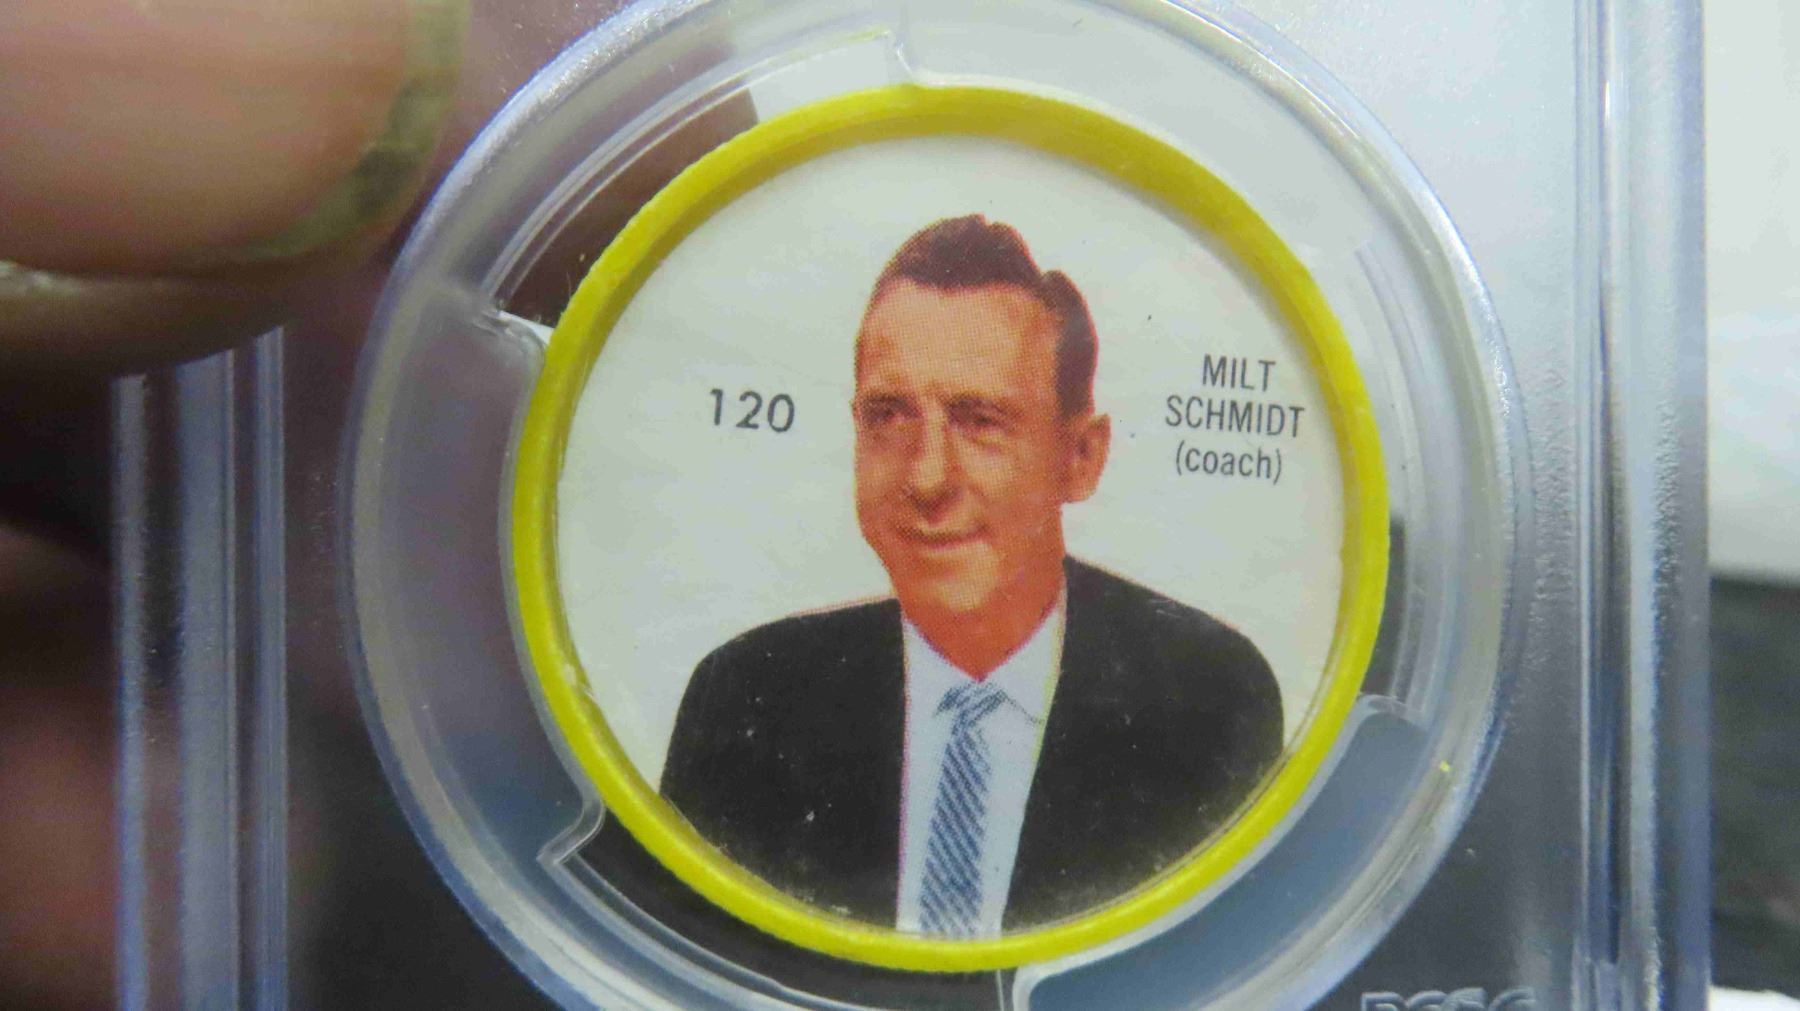 120
MILT
SCHMIDT
(coach)